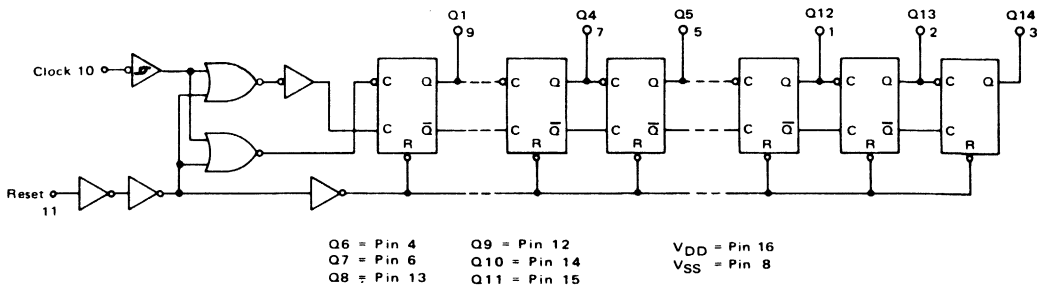 Q1
9
Q4
7
Q5
5
Q12
1
Q13
2
Q14
3
Clock 10
C Q
C Q
C Q
C Q
C Q
C Q
C Q̅
C Q̅
C Q̅
C Q̅
C Q̅
C
R
R
R
R
R
R
Reset
11
Q6 = Pin 4
Q7 = Pin 6
Q8 = Pin 13
Q9 = Pin 12
Q10 = Pin 14
Q11 = Pin 15
VDD = Pin 16
VSS = Pin 8